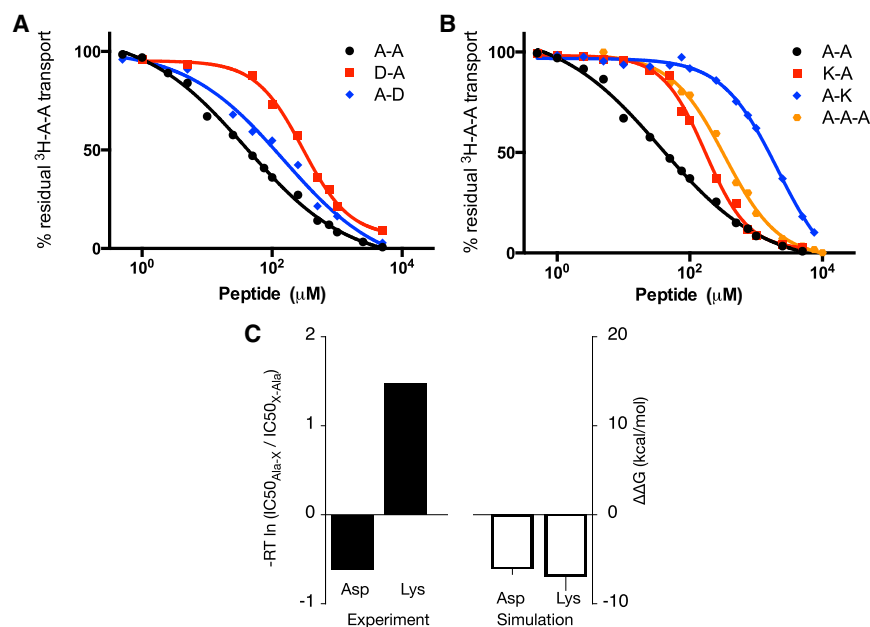 A
% residual ³H-A-A transport
100
50
0
10⁰
10²
10⁴
Peptide (μM)
A-A
D-A
A-D
B
% residual ³H-A-A transport
100
50
0
10⁰
10²
10⁴
Peptide (μM)
A-A
K-A
A-K
A-A-A
C
-RT ln (IC50Ala-X / IC50X-Ala)
2
1
0
-1
Asp
Lys
Experiment
20
10
0
-10
ΔΔG (kcal/mol)
Asp
Lys
Simulation